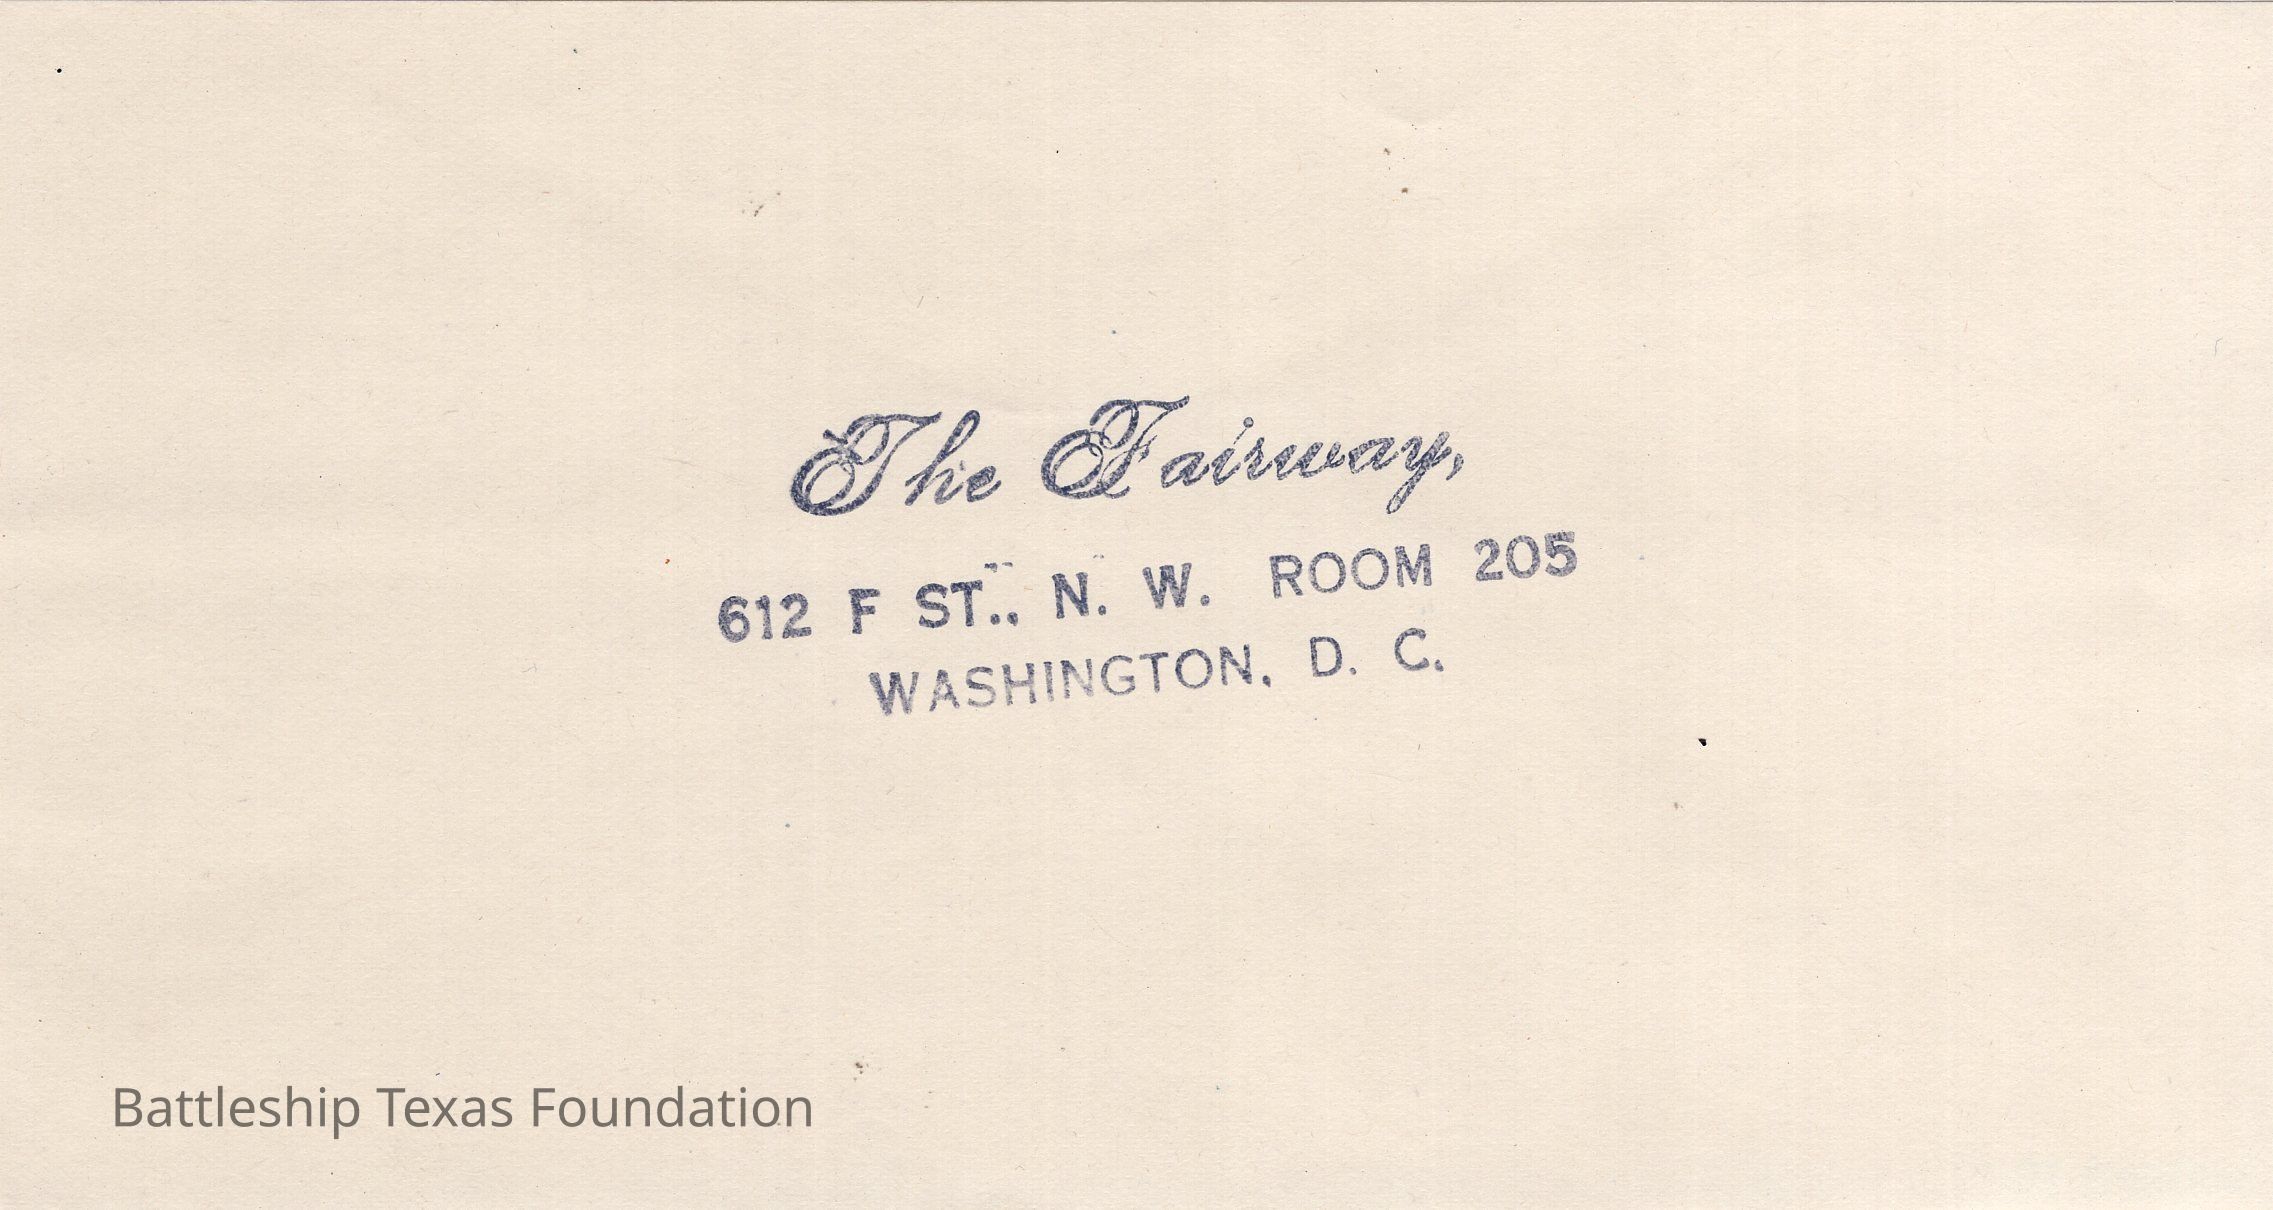 The Fairway,
612 F ST., N. W. ROOM 205
WASHINGTON, D. C.
Battleship Texas Foundation